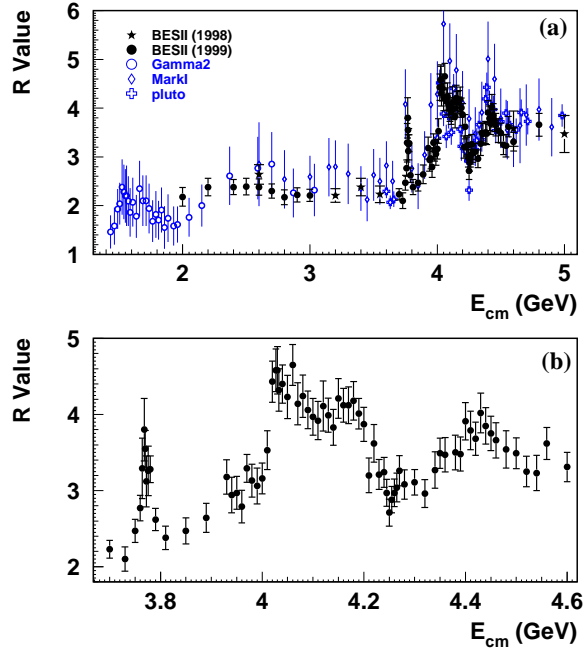 (a)
BESII (1998)
BESII (1999)
Gamma2
MarkI
pluto
R Value
6
5
4
3
2
1
2 3 4 5
E_cm (GeV)
(b)
R Value
5
4
3
2
3.8 4 4.2 4.4 4.6
E_cm (GeV)